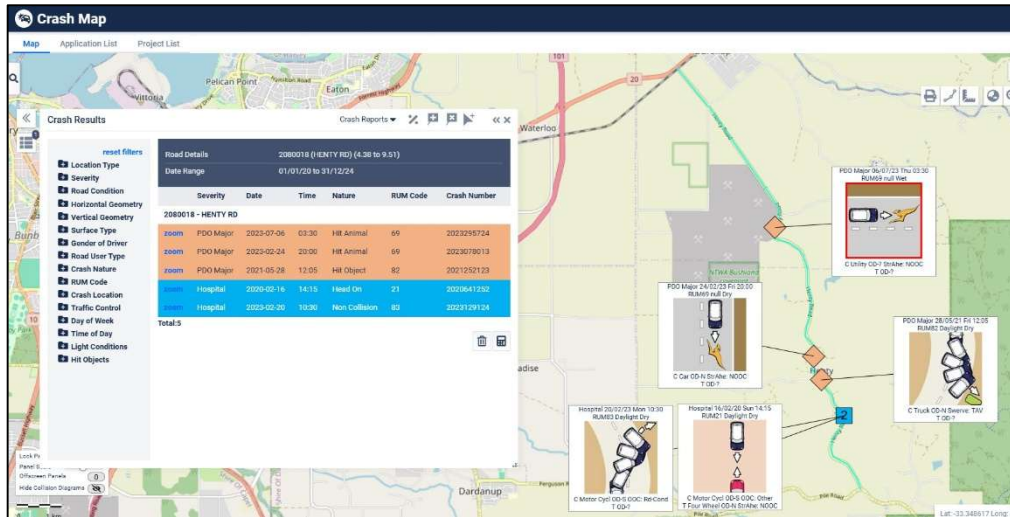 Crash Map
Map Application List Project List
Pelican Point
Eaton
Vittoria
Waterloo
101
20
Crash Results
Crash Reports
reset filters
Location Type
Severity
Road Condition
Horizontal Geometry
Vertical Geometry
Surface Type
Gender of Driver
Road User Type
Crash Nature
RUM Code
Crash Location
Traffic Control
Day of Week
Time of Day
Light Conditions
Hit Objects
Road Details 2080018 (HENTY RD) (4.38 to 9.51)
Date Range 01/01/20 to 31/12/24
Severity Date Time Nature RUM Code Crash Number
2080018 - HENTY RD
zoom PDO Major 2023-07-06 03:30 Hit Animal 69 2023295724
zoom PDO Major 2023-02-24 20:00 Hit Animal 69 2023078013
zoom PDO Major 2021-05-28 12:05 Hit Object 82 2021252123
zoom Hospital 2020-02-16 14:15 Head On 21 2020641252
zoom Hospital 2023-02-20 10:30 Non Collision 83 2023129124
Total:5
Offscreen Panels 0
Hide Collision Diagrams
PDO Major 06/07/23 Thu 03:30
RUM69 null Wet
C Utility OD-? StrAhe: NOOC
T OD-?
PDO Major 24/02/23 Fri 20:00
RUM69 null Dry
C Car OD-N StrAhe: NOOC
T OD-?
PDO Major 28/05/21 Fri 12:05
RUM82 Daylight Dry
C Truck OD-N Swerve: TAV
T OD-?
Hospital 20/02/23 Mon 10:30
RUM83 Daylight Dry
C Motor Cycl OD-S OOC: Rd-Cond
T OD-?
Hospital 16/02/20 Sun 14:15
RUM21 Daylight Dry
C Motor Cycl OD-S OOC: Other
T Four Wheel OD-N StrAhe: NOOC
Henty
2
Dardanup